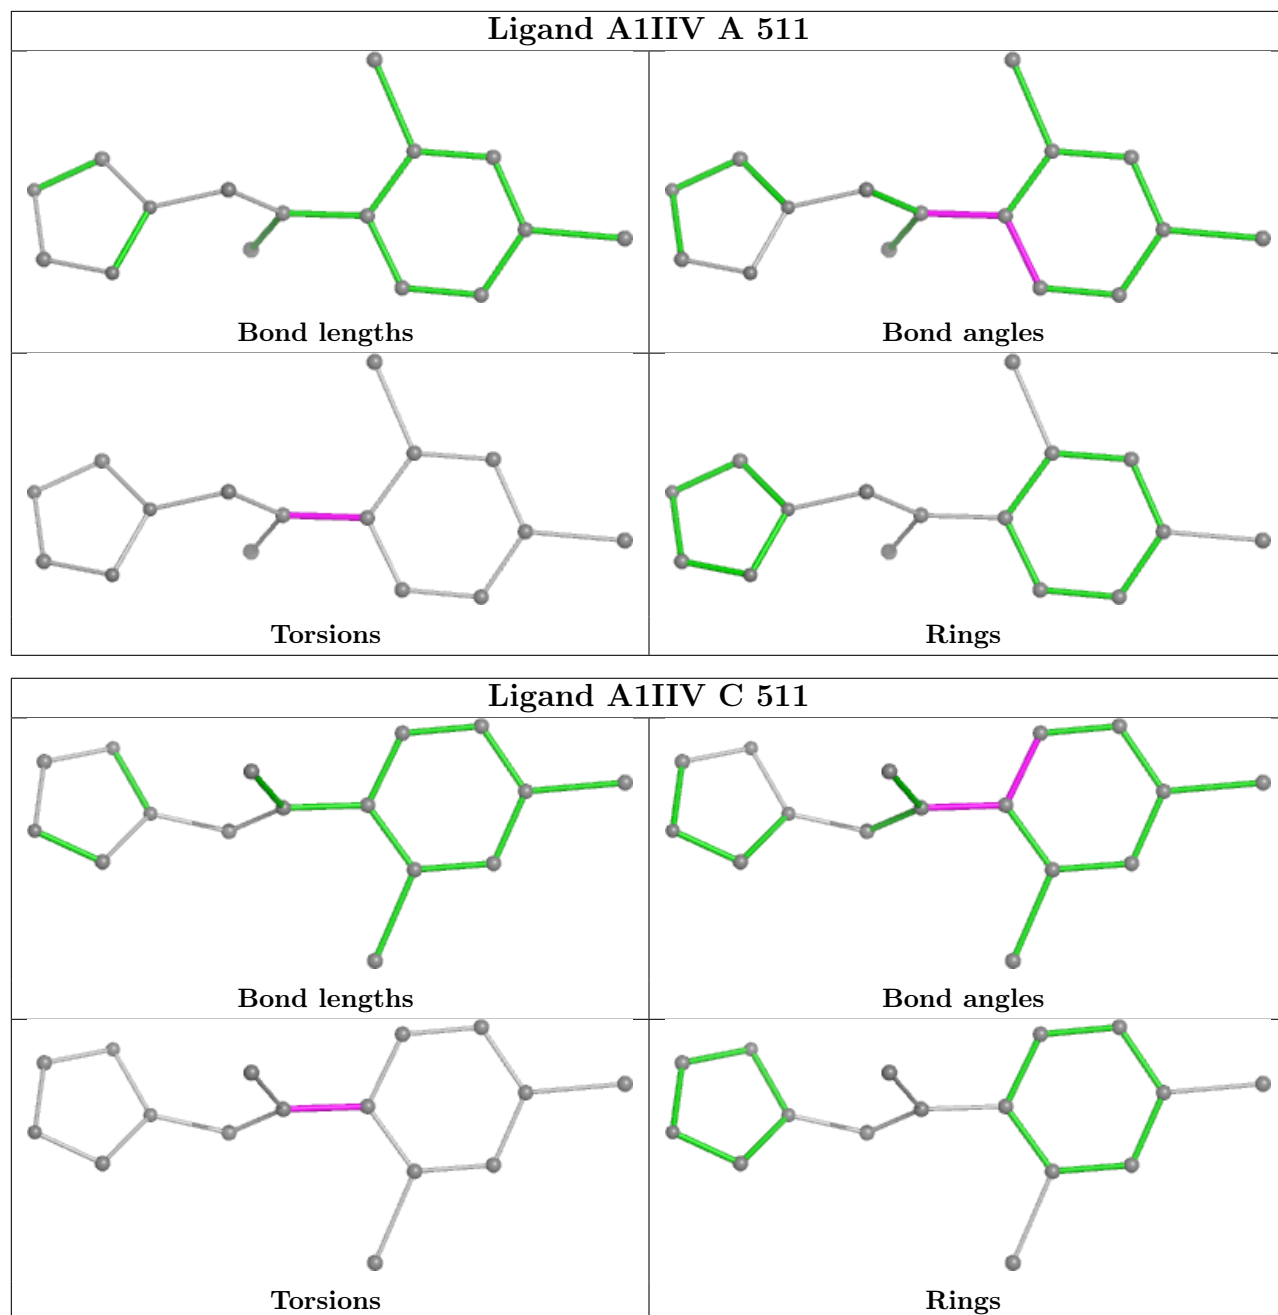 Ligand A1IIV A 511
Bond lengths
Bond angles
Torsions
Rings
Ligand A1IIV C 511
Bond lengths
Bond angles
Torsions
Rings